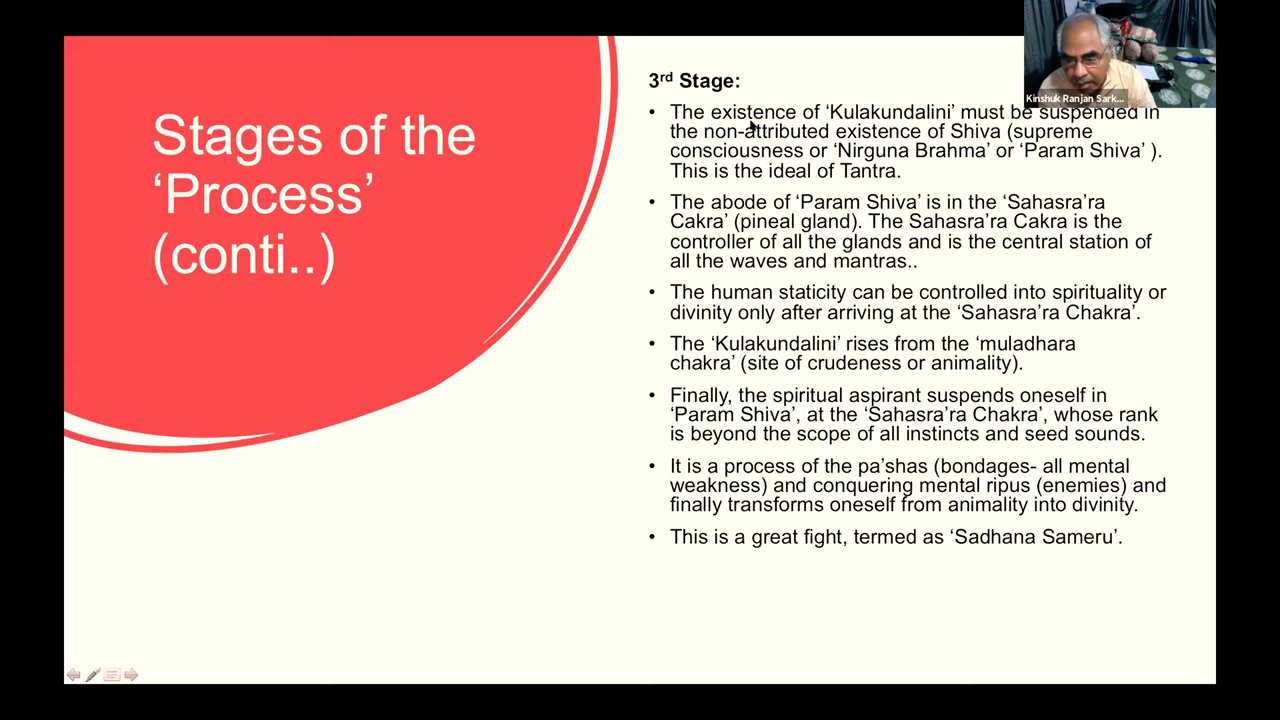 Stages of the
‘Process’
(conti..)
3rd Stage:
• The existence of ‘Kulakundalini’ must be suspended in
the non-attributed existence of Shiva (supreme
consciousness or ‘Nirguna Brahma’ or ‘Param Shiva’ ).
This is the ideal of Tantra.
• The abode of ‘Param Shiva’ is in the ‘Sahasra’ra
Cakra’ (pineal gland). The Sahasra’ra Cakra is the
controller of all the glands and is the central station of
all the waves and mantras..
• The human staticity can be controlled into spirituality or
divinity only after arriving at the ‘Sahasra’ra Chakra’.
• The ‘Kulakundalini’ rises from the ‘muladhara
chakra’ (site of crudeness or animality).
• Finally, the spiritual aspirant suspends oneself in
‘Param Shiva’, at the ‘Sahasra’ra Chakra’, whose rank
is beyond the scope of all instincts and seed sounds.
• It is a process of the pa’shas (bondages- all mental
weakness) and conquering mental ripus (enemies) and
finally transforms oneself from animality into divinity.
• This is a great fight, termed as ‘Sadhana Sameru’.
Kinshuk Ranjan Sark...